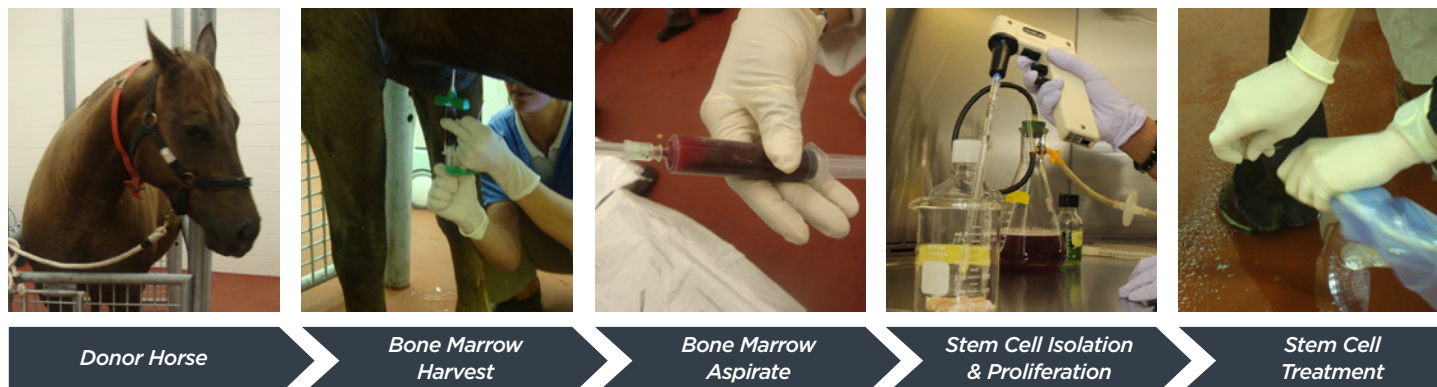 Donor Horse
Bone Marrow
Harvest
Bone Marrow
Aspirate
Stem Cell Isolation
& Proliferation
Stem Cell
Treatment